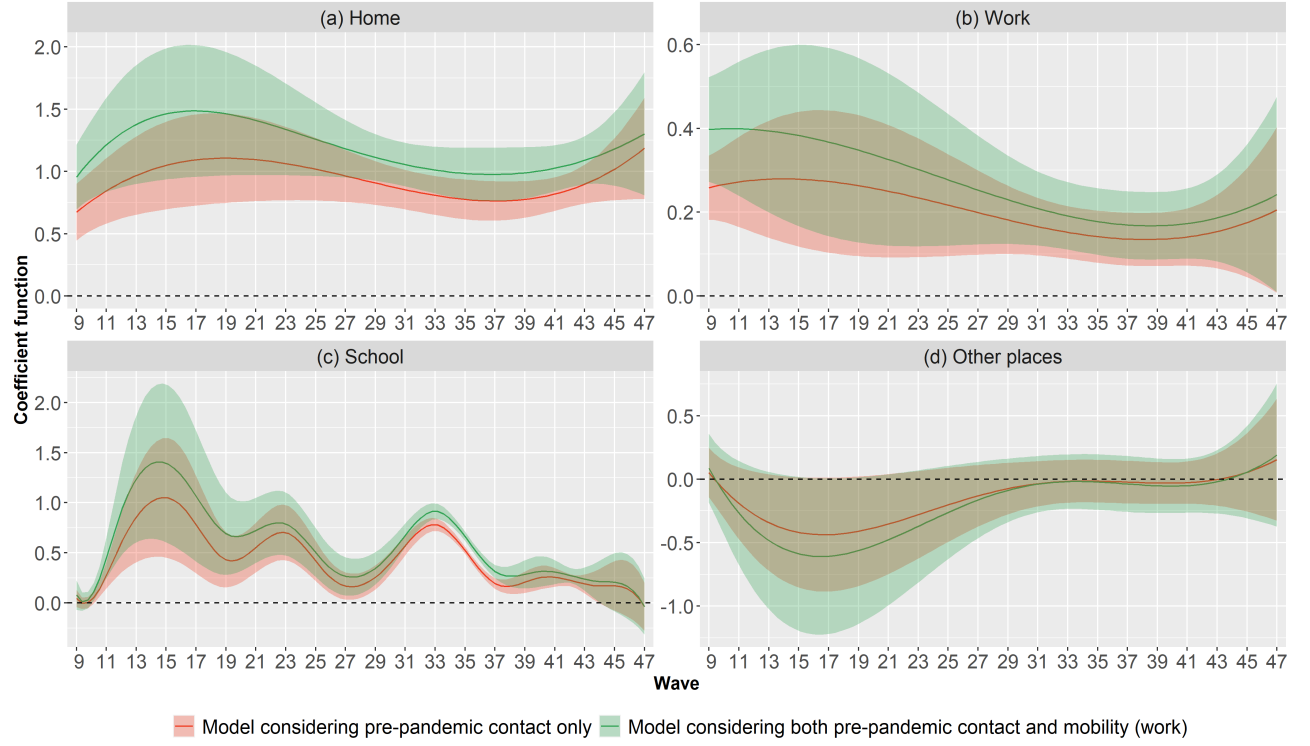 (a) Home
(b) Work
2.0
1.5
1.0
0.5
0.0
9 11 13 15 17 19 21 23 25 27 29 31 33 35 37 39 41 43 45 47
0.6
0.4
0.2
0.0
9 11 13 15 17 19 21 23 25 27 29 31 33 35 37 39 41 43 45 47
Coefficient function
(c) School
(d) Other places
2.0
1.5
1.0
0.5
0.0
9 11 13 15 17 19 21 23 25 27 29 31 33 35 37 39 41 43 45 47
0.5
0.0
-0.5
-1.0
9 11 13 15 17 19 21 23 25 27 29 31 33 35 37 39 41 43 45 47
Wave
Model considering pre-pandemic contact only
Model considering both pre-pandemic contact and mobility (work)